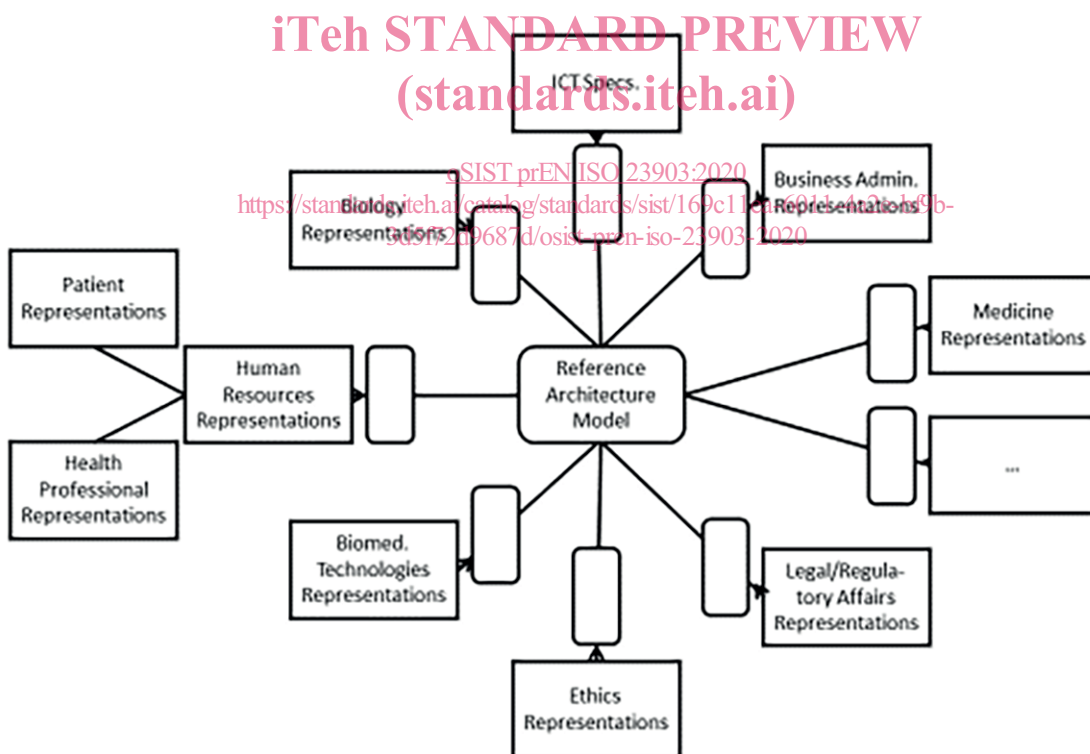 iTeh STANDARD PREVIEW
(standards.iteh.ai)
ICT Specs.
oSIST prEN ISO 23903:2020
Biology
Representations
Business Admin.
Representations
Patient
Representations
Medicine
Representations
Human
Resources
Representations
Reference
Architecture
Model
Health
Professional
Representations
...
Biomed.
Technologies
Representations
Legal/Regula-
tory Affairs
Representations
Ethics
Representations